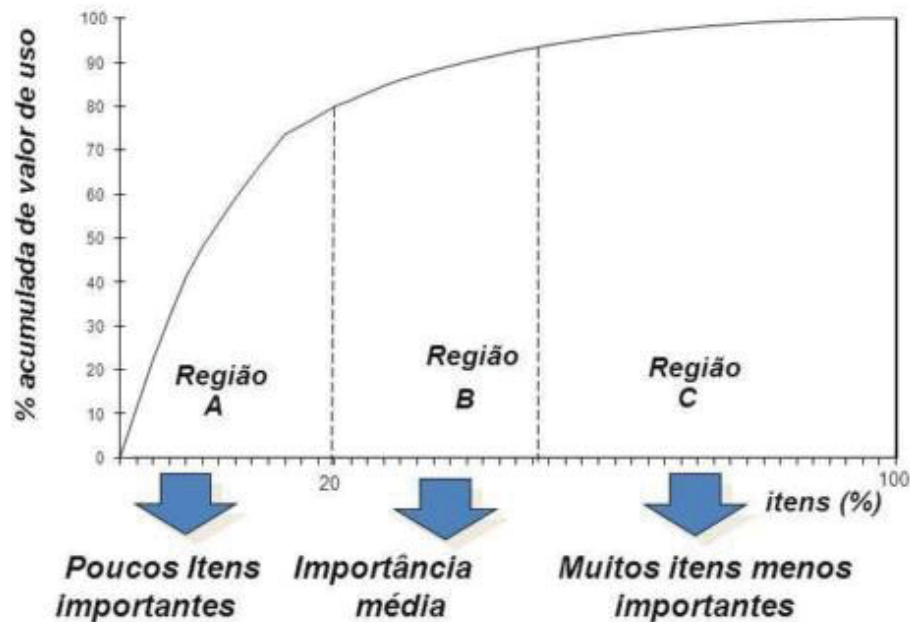 % acumulada de valor de uso
100
90
80
70
60
50
40
30
20
10
0
Região
A
Região
B
Região
C
20
100
itens (%)
Poucos Itens
importantes
Importância
média
Muitos itens menos
importantes